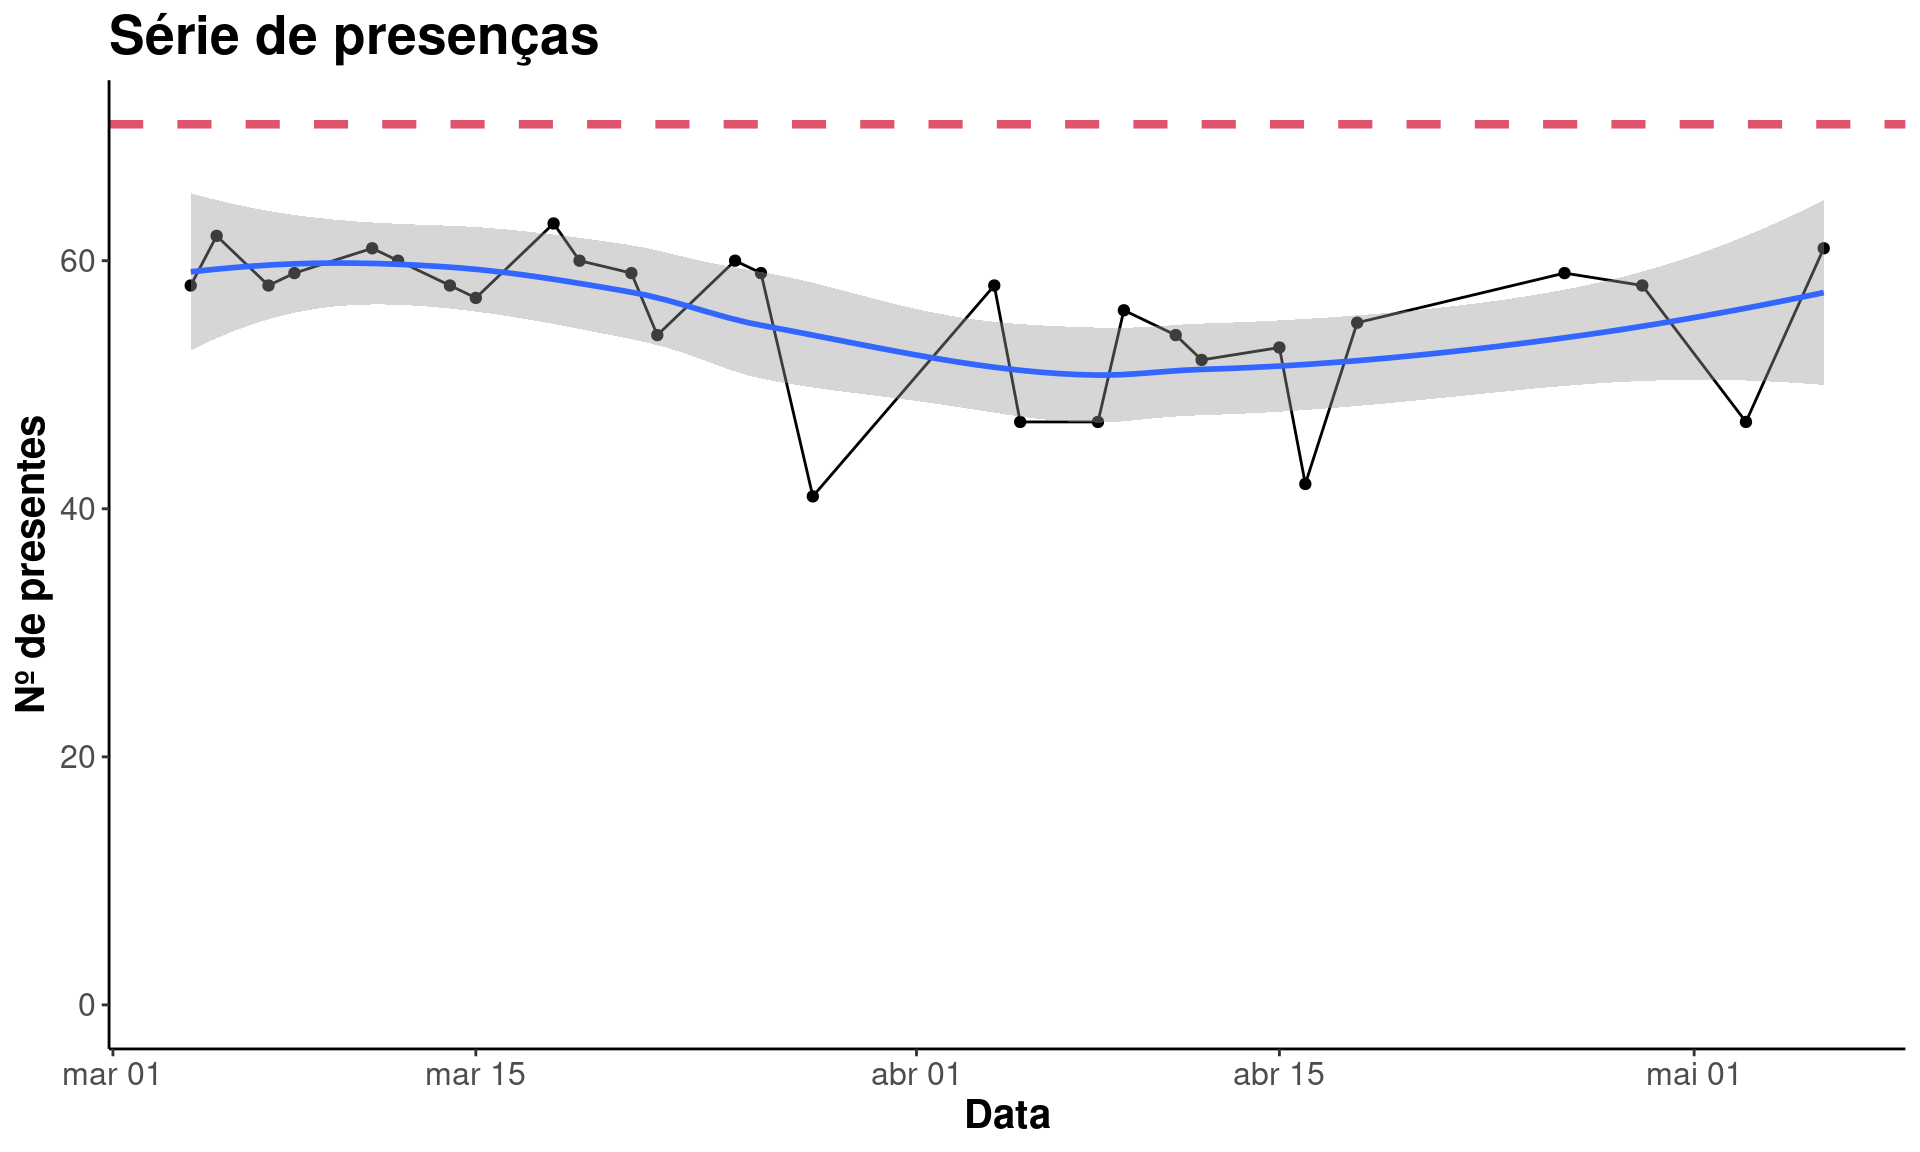 Série de presenças
Nº de presentes
60
40
20
0
mar 01
mar 15
abr 01
abr 15
mai 01
Data